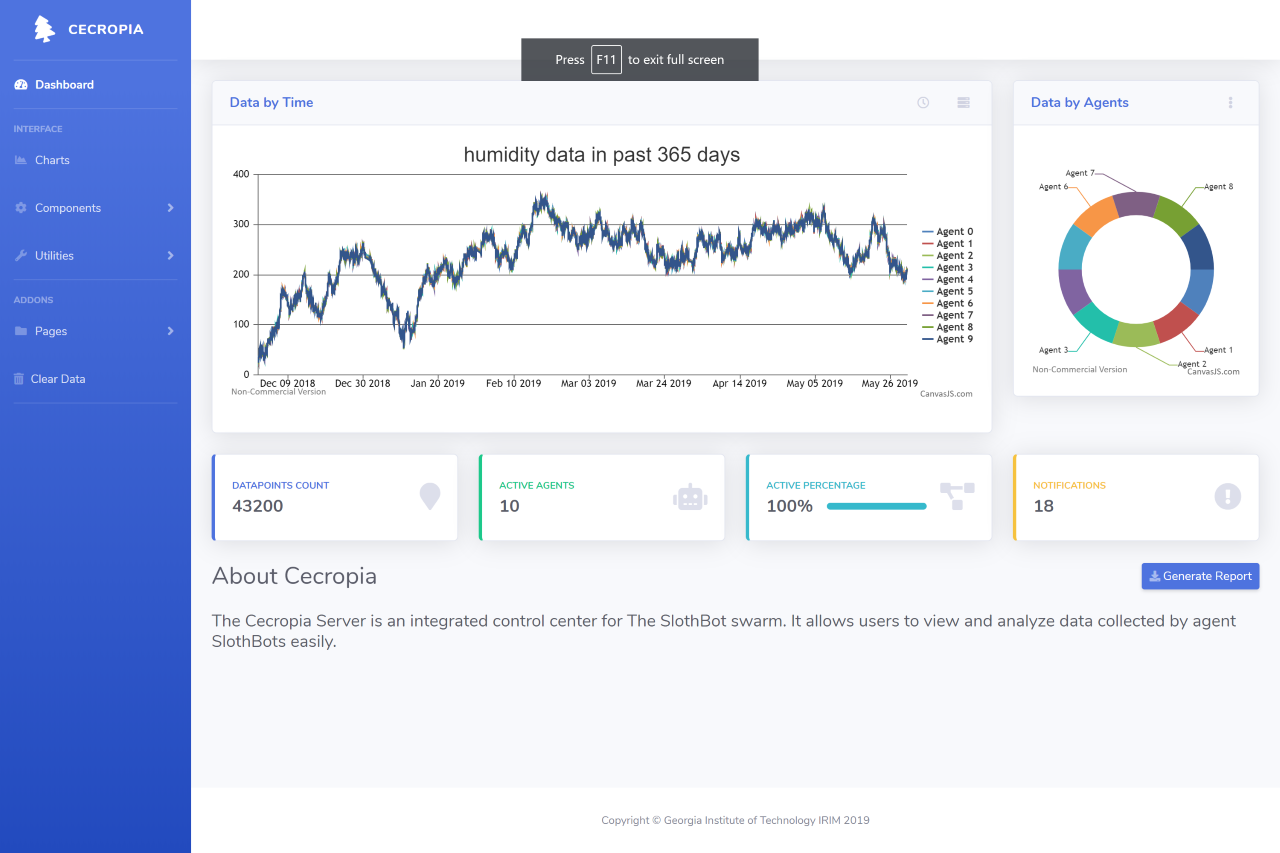 CECROPIA
Press F11 to exit full screen
Dashboard
INTERFACE
Charts
Components
Utilities
ADDONS
Pages
Clear Data
Data by Time
humidity data in past 365 days
400
300
200
100
0
Dec 09 2018 Dec 30 2018 Jan 20 2019 Feb 10 2019 Mar 03 2019 Mar 24 2019 Apr 14 2019 May 05 2019 May 26 2019
Non-Commercial Version
CanvasJS.com
Agent 0
Agent 1
Agent 2
Agent 3
Agent 4
Agent 5
Agent 6
Agent 7
Agent 8
Agent 9
Data by Agents
Agent 7
Agent 6
Agent 8
Agent 3
Agent 1
Agent 2
Non-Commercial Version
CanvasJS.com
DATAPOINTS COUNT
43200
ACTIVE AGENTS
10
ACTIVE PERCENTAGE
100%
NOTIFICATIONS
18
About Cecropia
Generate Report
The Cecropia Server is an integrated control center for The SlothBot swarm. It allows users to view and analyze data collected by agent
SlothBots easily.
Copyright © Georgia Institute of Technology IRIM 2019